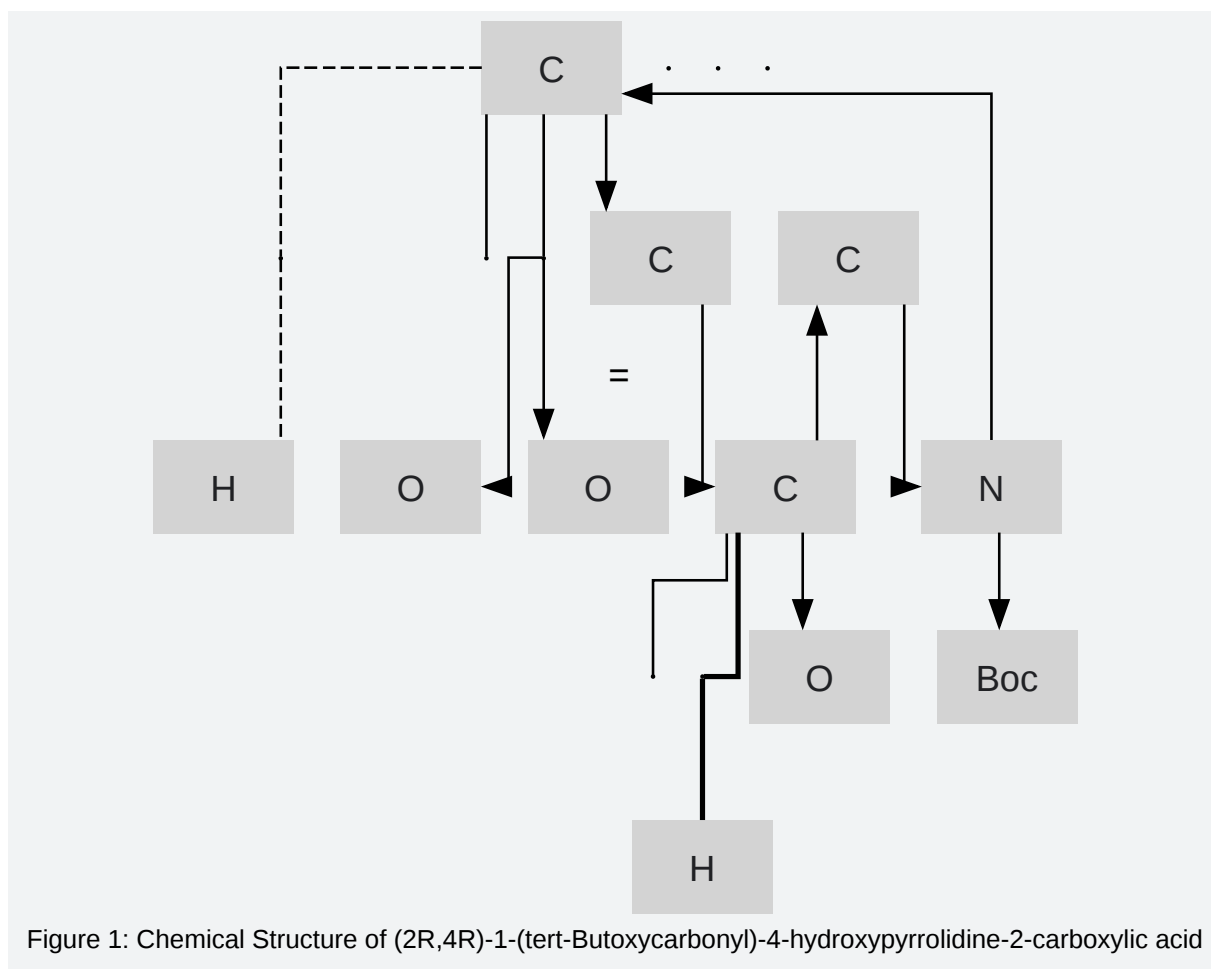 C . . .
C C
=
H O O C N
O Boc
H
Figure 1: Chemical Structure of (2R,4R)-1-(tert-Butoxycarbonyl)-4-hydroxypyrrolidine-2-carboxylic acid